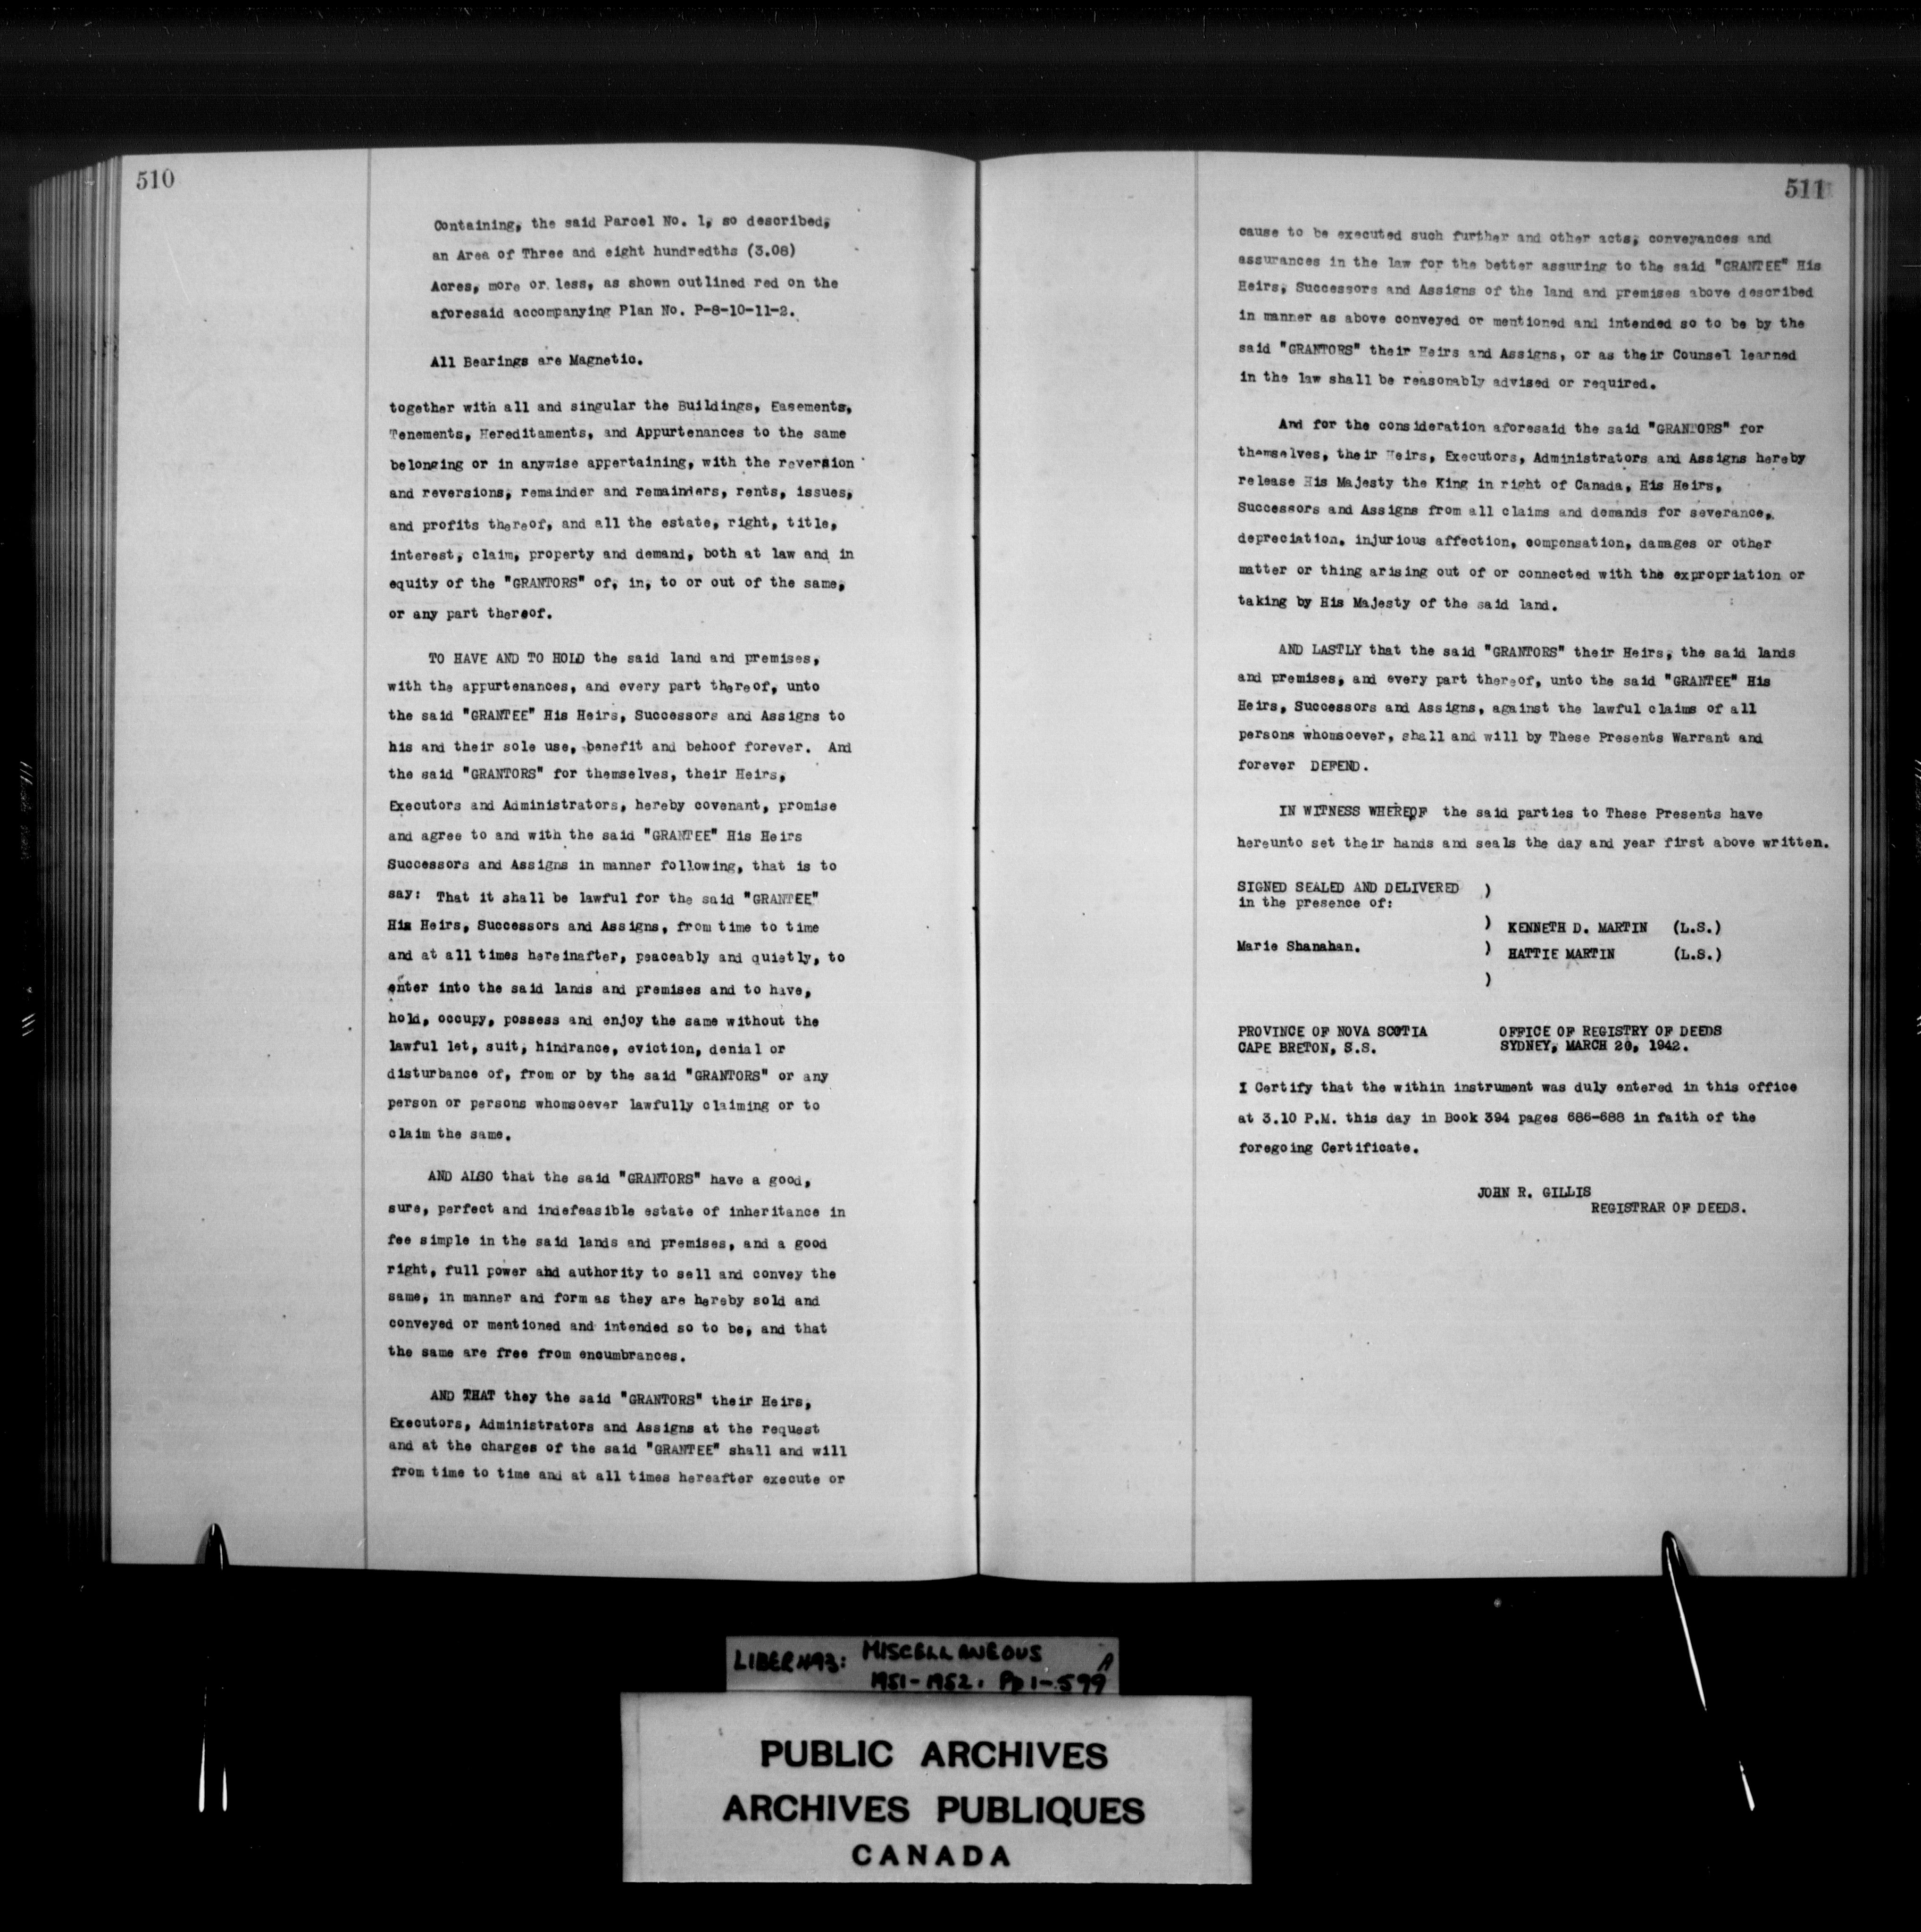 510
Containing, the said Parcel No. 1, so described,
an Area of Three and eight hundredths (3.08)
Acres, more or less, as shown outlined red on the
aforesaid accompanying Plan No. P-8-10-11-2.
All Bearings are Magnetic.
together with all and singular the Buildings, Easements,
Tenements, Hereditaments, and Appurtenances to the same
belonging or in anywise appertaining, with the reversion
and reversions, remainder and remainders, rents, issues,
and profits thereof, and all the estate, right, title,
interest, claim, property and demand, both at law and in
equity of the "GRANTORS" of, in, to or out of the same,
or any part thereof.
TO HAVE AND TO HOLD the said land and premises,
with the appurtenances, and every part thereof, unto
the said "GRANTEE" His Heirs, Successors and Assigns to
his and their sole use, benefit and behoof forever. And
the said "GRANTORS" for themselves, their Heirs,
Executors and Administrators, hereby covenant, promise
and agree to and with the said "GRANTEE" His Heirs
Successors and Assigns in manner following, that is to
say: That it shall be lawful for the said "GRANTEE"
His Heirs, Successors and Assigns, from time to time
and at all times hereinafter, peaceably and quietly, to
enter into the said lands and premises and to have,
hold, occupy, possess and enjoy the same without the
lawful let, suit, hindrance, eviction, denial or
disturbance of, from or by the said "GRANTORS" or any
person or persons whomsoever lawfully claiming or to
claim the same.
AND ALSO that the said "GRANTORS" have a good,
sure, perfect and indefeasible estate of inheritance in
fee simple in the said lands and premises, and a good
right, full power and authority to sell and convey the
same, in manner and form as they are hereby sold and
conveyed or mentioned and intended so to be, and that
the same are free from encumbrances.
AND THAT they the said "GRANTORS" their Heirs,
Executors, Administrators and Assigns at the request
and at the charges of the said "GRANTEE" shall and will
from time to time and at all times hereafter execute or
511
cause to be executed such further and other acts, conveyances and
assurances in the law for the better assuring to the said "GRANTEE" His
Heirs, Successors and Assigns of the land and premises above described
in manner as above conveyed or mentioned and intended so to be by the
said "GRANTORS" their Heirs and Assigns, or as their Counsel learned
in the law shall be reasonably advised or required.
And for the consideration aforesaid the said "GRANTORS" for
themselves, their Heirs, Executors, Administrators and Assigns hereby
release His Majesty the King in right of Canada, His Heirs,
Successors and Assigns from all claims and demands for severance,
depreciation, injurious affection, compensation, damages or other
matter or thing arising out of or connected with the expropriation or
taking by His Majesty of the said land.
AND LASTLY that the said "GRANTORS" their Heirs, the said lands
and premises, and every part thereof, unto the said "GRANTEE" His
Heirs, Successors and Assigns, against the lawful claims of all
persons whomsoever, shall and will by These Presents Warrant and
forever DEFEND.
IN WITNESS WHEREOF the said parties to These Presents have
hereunto set their hands and seals the day and year first above written.
SIGNED SEALED AND DELIVERED )
in the presence of:
) KENNETH D. MARTIN (L.S.)
Marie Shanahan. ) HATTIE MARTIN (L.S.)
)
PROVINCE OF NOVA SCOTIA OFFICE OF REGISTRY OF DEEDS
CAPE BRETON, S.S. SYDNEY, MARCH 20, 1942.
I Certify that the within instrument was duly entered in this office
at 3.10 P.M. this day in Book 394 pages 686-688 in faith of the
foregoing Certificate.
JOHN R. GILLIS
REGISTRAR OF DEEDS.
LIBER 493: MISCELLANEOUS A
1951-1952. Pp 1-599
PUBLIC ARCHIVES
ARCHIVES PUBLIQUES
CANADA